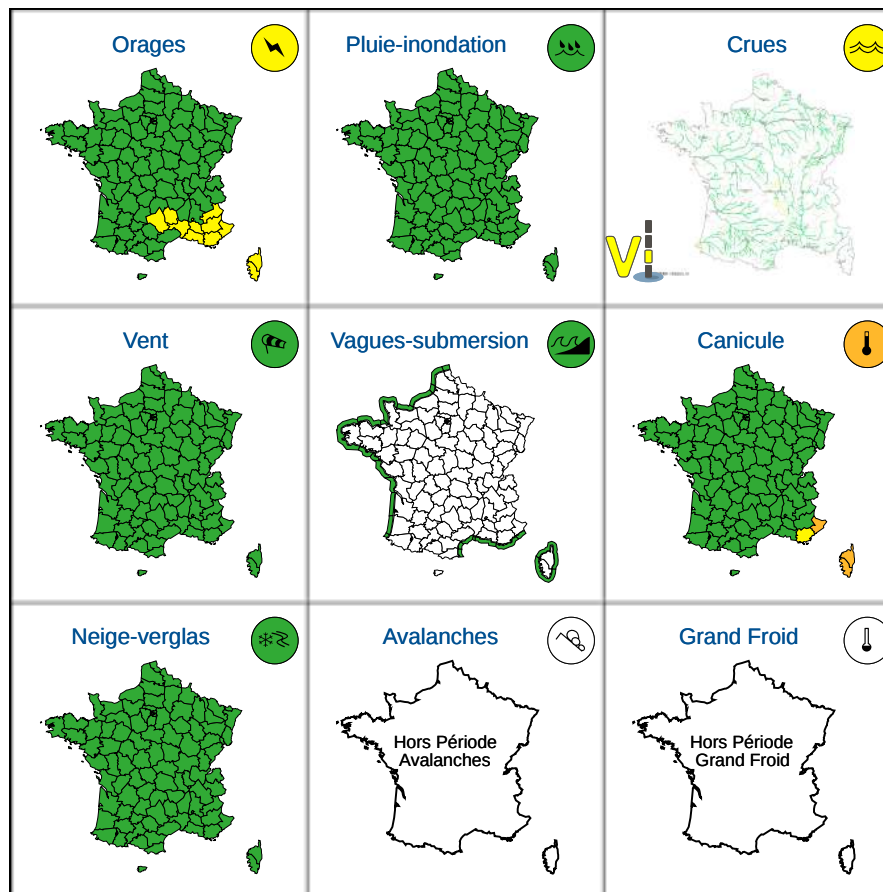 Orages
Pluie-inondation
Crues
Vent
Vagues-submersion
Canicule
Neige-verglas
Avalanches
Hors Période
Avalanches
Grand Froid
Hors Période
Grand Froid